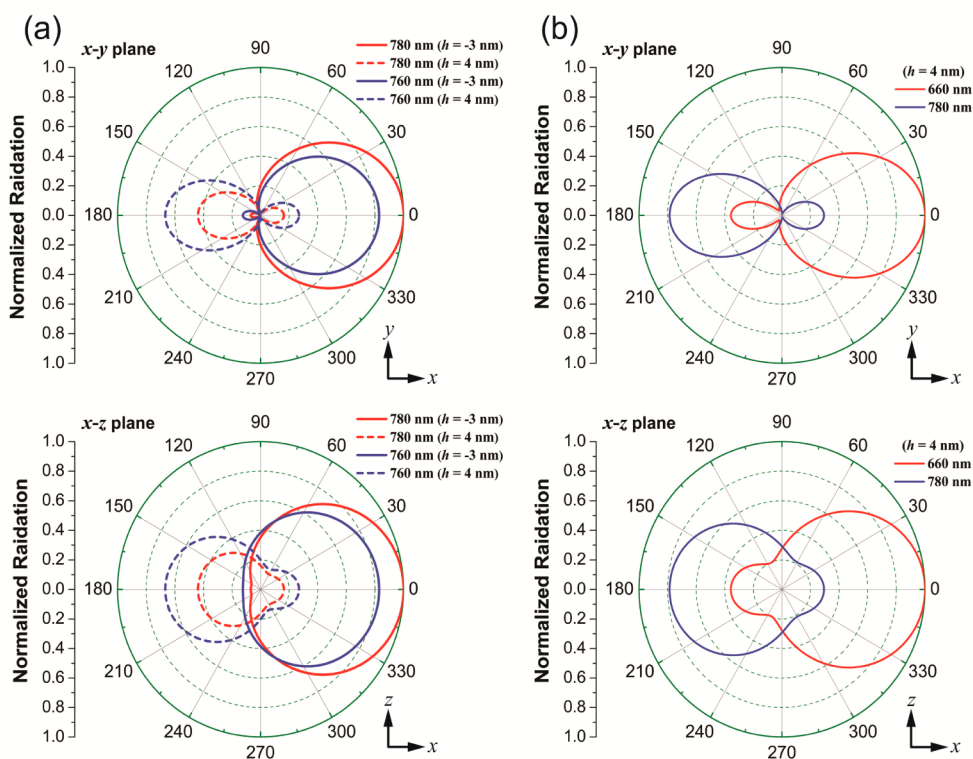 (a)
x-y plane
780 nm (h = -3 nm)
780 nm (h = 4 nm)
760 nm (h = -3 nm)
760 nm (h = 4 nm)
Normalized Raidation
1.0
0.8
0.6
0.4
0.2
0.0
0.2
0.4
0.6
0.8
1.0
90
120
60
150
30
180
0
210
330
240
300
270
y
x
(b)
x-y plane
(h = 4 nm)
660 nm
780 nm
Normalized Raidation
1.0
0.8
0.6
0.4
0.2
0.0
0.2
0.4
0.6
0.8
1.0
90
120
60
150
30
180
0
210
330
240
300
270
y
x
x-z plane
780 nm (h = -3 nm)
780 nm (h = 4 nm)
760 nm (h = -3 nm)
760 nm (h = 4 nm)
Normalized Raidation
1.0
0.8
0.6
0.4
0.2
0.0
0.2
0.4
0.6
0.8
1.0
90
120
60
150
30
180
0
210
330
240
300
270
z
x
x-z plane
(h = 4 nm)
660 nm
780 nm
Normalized Raidation
1.0
0.8
0.6
0.4
0.2
0.0
0.2
0.4
0.6
0.8
1.0
90
120
60
150
30
180
0
210
330
240
300
270
z
x